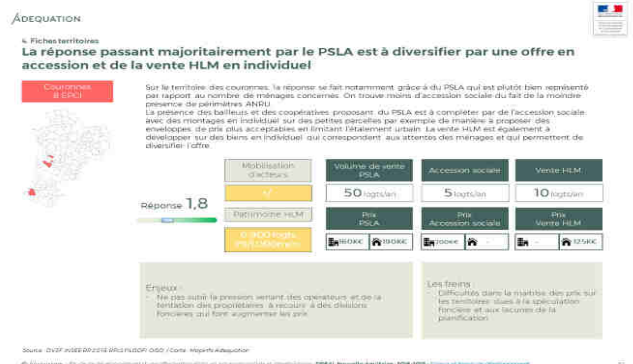 ADEQUATION
4. Fiches territoires
La réponse passant majoritairement par le PSLA est à diversifier par une offre en
accession et de la vente HLM en individuel
Couronnes
8 EPCI
Sur le territoire des couronnes, la réponse se fait notamment grâce à du PSLA qui est plutôt bien représenté
par rapport au nombre de ménages concernés. On trouve moins d'accession sociale du fait de la moindre
présence de périmètres ANRU
La présence des bailleurs et des coopératives proposant du PSLA est à compléter par de l'accession sociale
avec des montages en individuel sur des petites parcelles par exemple de manière à proposer des
enveloppes de prix plus acceptables en limitant l'étalement urbain. La vente HLM est également à
développer sur des biens en individuel qui correspondent aux attentes des ménages et qui permettent de
diversifier l'offre.
Mobilisation
d'acteurs
Volume de vente
PSLA
Accession sociale
Vente HLM
+/
50 logts/an
5 logts/an
10 logts/an
Réponse 1,8
Patrimoine HLM
Prix
PSLA
Prix
Accession sociale
Prix
Vente HLM
160K€
190K€
200k€
-
-
125K€
Enjeux :
- Ne pas subir la pression venant des opérateurs et de la
tentation des propriétaires à recourir à des divisions
foncières qui font augmenter les prix
Les freins :
- Difficultés dans la maîtrise des prix sur
les territoires dues à la spéculation
foncière et aux lacunes de la
planification